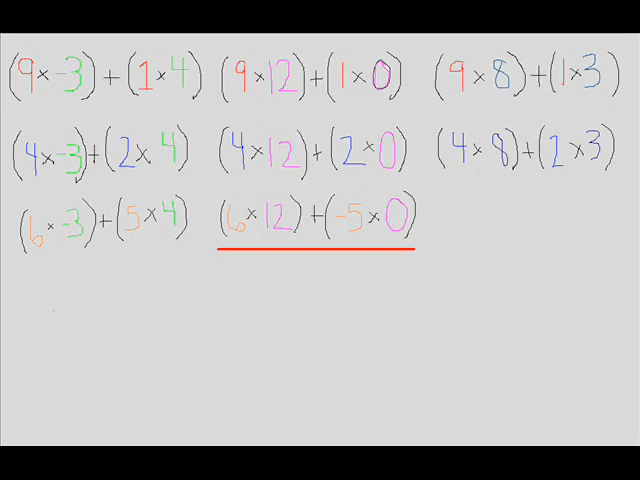 (9 × -3) + (1 × 4) (9 × 12) + (1 × 0) (9 × 8) + (1 × 3)
(4 × -3) + (2 × 4) (4 × 12) + (2 × 0) (4 × 8) + (2 × 3)
(6 × -3) + (5 × 4) (6 × 12) + (-5 × 0)